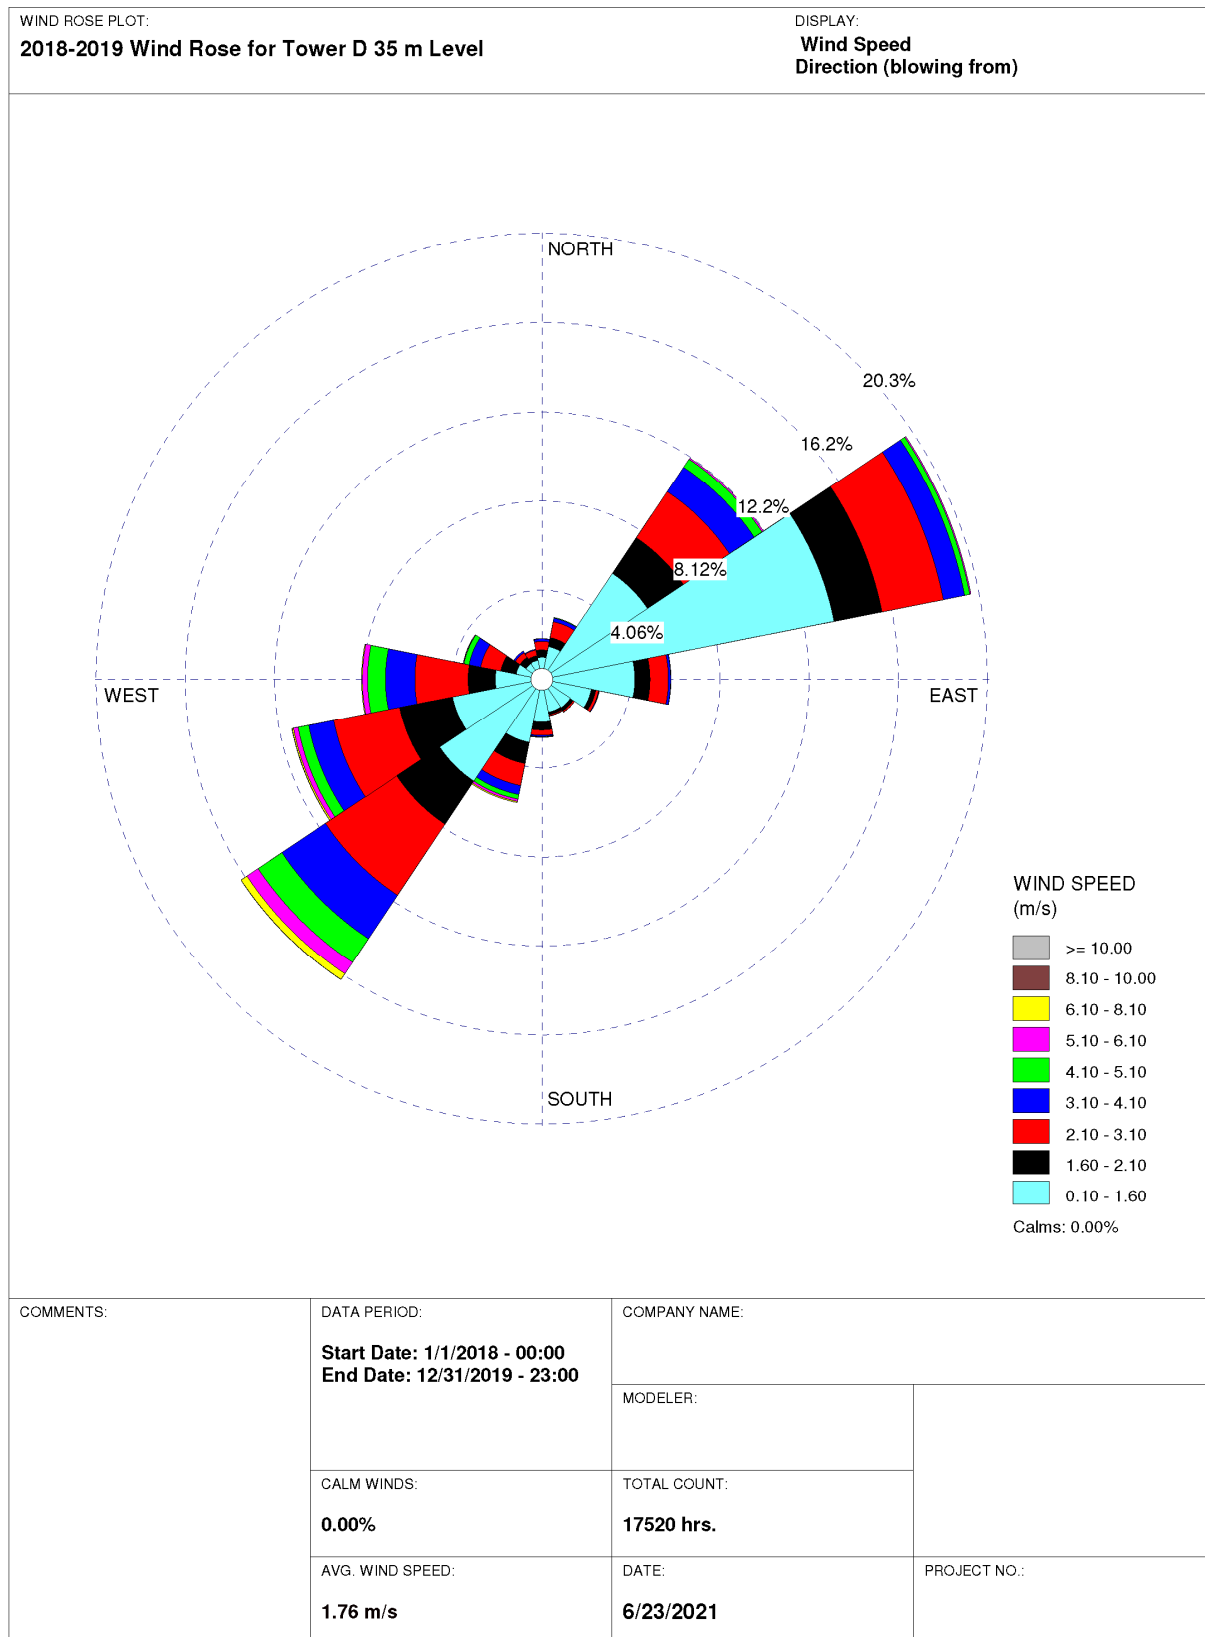 WIND ROSE PLOT:
2018-2019 Wind Rose for Tower D 35 m Level
DISPLAY:
Wind Speed
Direction (blowing from)
NORTH
20.3%
16.2%
12.2%
8.12%
4.06%
WEST
EAST
SOUTH
WIND SPEED
(m/s)
>= 10.00
8.10 - 10.00
6.10 - 8.10
5.10 - 6.10
4.10 - 5.10
3.10 - 4.10
2.10 - 3.10
1.60 - 2.10
0.10 - 1.60
Calms: 0.00%
COMMENTS:
DATA PERIOD:
Start Date: 1/1/2018 - 00:00
End Date: 12/31/2019 - 23:00
COMPANY NAME:
MODELER:
CALM WINDS:
0.00%
TOTAL COUNT:
17520 hrs.
AVG. WIND SPEED:
1.76 m/s
DATE:
6/23/2021
PROJECT NO.: